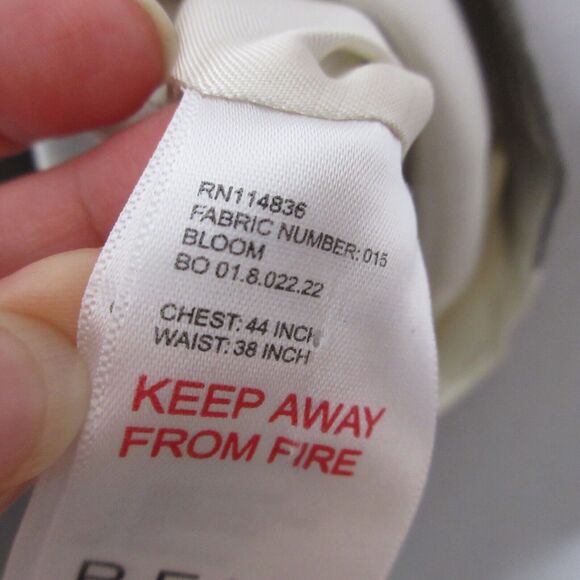 RN114836
FABRIC NUMBER: 015
BLOOM
BO 01.8.022.22
CHEST: 44 INCH
WAIST: 38 INCH
KEEP AWAY
FROM FIRE